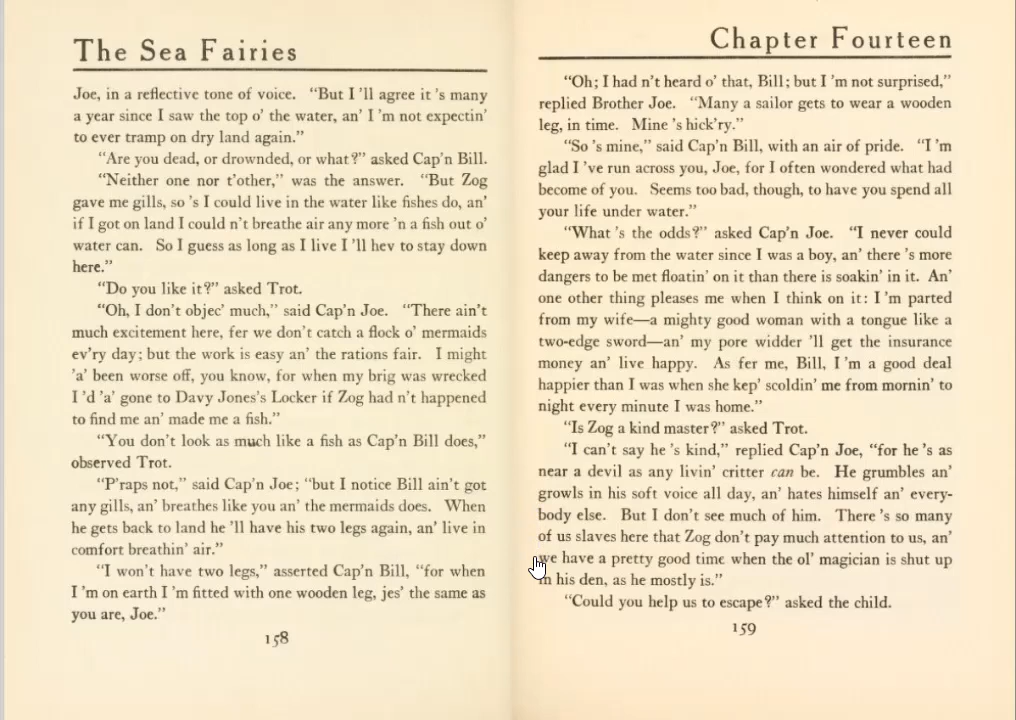 The Sea Fairies
Joe, in a reflective tone of voice. “But I ’ll agree it ’s many
a year since I saw the top o’ the water, an’ I ’m not expectin’
to ever tramp on dry land again.”
“Are you dead, or drownded, or what?” asked Cap’n Bill.
“Neither one nor t’other,” was the answer. “But Zog
gave me gills, so ’s I could live in the water like fishes do, an’
if I got on land I could n’t breathe air any more ’n a fish out o’
water can. So I guess as long as I live I ’ll hev to stay down
here.”
“Do you like it?” asked Trot.
“Oh, I don’t objec’ much,” said Cap’n Joe. “There ain’t
much excitement here, fer we don’t catch a flock o’ mermaids
ev’ry day; but the work is easy an’ the rations fair. I might
’a’ been worse off, you know, for when my brig was wrecked
I ’d ’a’ gone to Davy Jones’s Locker if Zog had n’t happened
to find me an’ made me a fish.”
“You don’t look as much like a fish as Cap’n Bill does,”
observed Trot.
“P’raps not,” said Cap’n Joe; “but I notice Bill ain’t got
any gills, an’ breathes like you an’ the mermaids does. When
he gets back to land he ’ll have his two legs again, an’ live in
comfort breathin’ air.”
“I won’t have two legs,” asserted Cap’n Bill, “for when
I ’m on earth I ’m fitted with one wooden leg, jes’ the same as
you are, Joe.”
158
Chapter Fourteen
“Oh; I had n’t heard o’ that, Bill; but I ’m not surprised,”
replied Brother Joe. “Many a sailor gets to wear a wooden
leg, in time. Mine ’s hick’ry.”
“So ’s mine,” said Cap’n Bill, with an air of pride. “I ’m
glad I ’ve run across you, Joe, for I often wondered what had
become of you. Seems too bad, though, to have you spend all
your life under water.”
“What ’s the odds?” asked Cap’n Joe. “I never could
keep away from the water since I was a boy, an’ there ’s more
dangers to be met floatin’ on it than there is soakin’ in it. An’
one other thing pleases me when I think on it: I ’m parted
from my wife—a mighty good woman with a tongue like a
two-edge sword—an’ my pore widder ’ll get the insurance
money an’ live happy. As fer me, Bill, I ’m a good deal
happier than I was when she kep’ scoldin’ me from mornin’ to
night every minute I was home.”
“Is Zog a kind master?” asked Trot.
“I can’t say he ’s kind,” replied Cap’n Joe, “for he ’s as
near a devil as any livin’ critter can be. He grumbles an’
growls in his soft voice all day, an’ hates himself an’ every-
body else. But I don’t see much of him. There ’s so many
of us slaves here that Zog don’t pay much attention to us, an’
we have a pretty good time when the ol’ magician is shut up
in his den, as he mostly is.”
“Could you help us to escape?” asked the child.
159